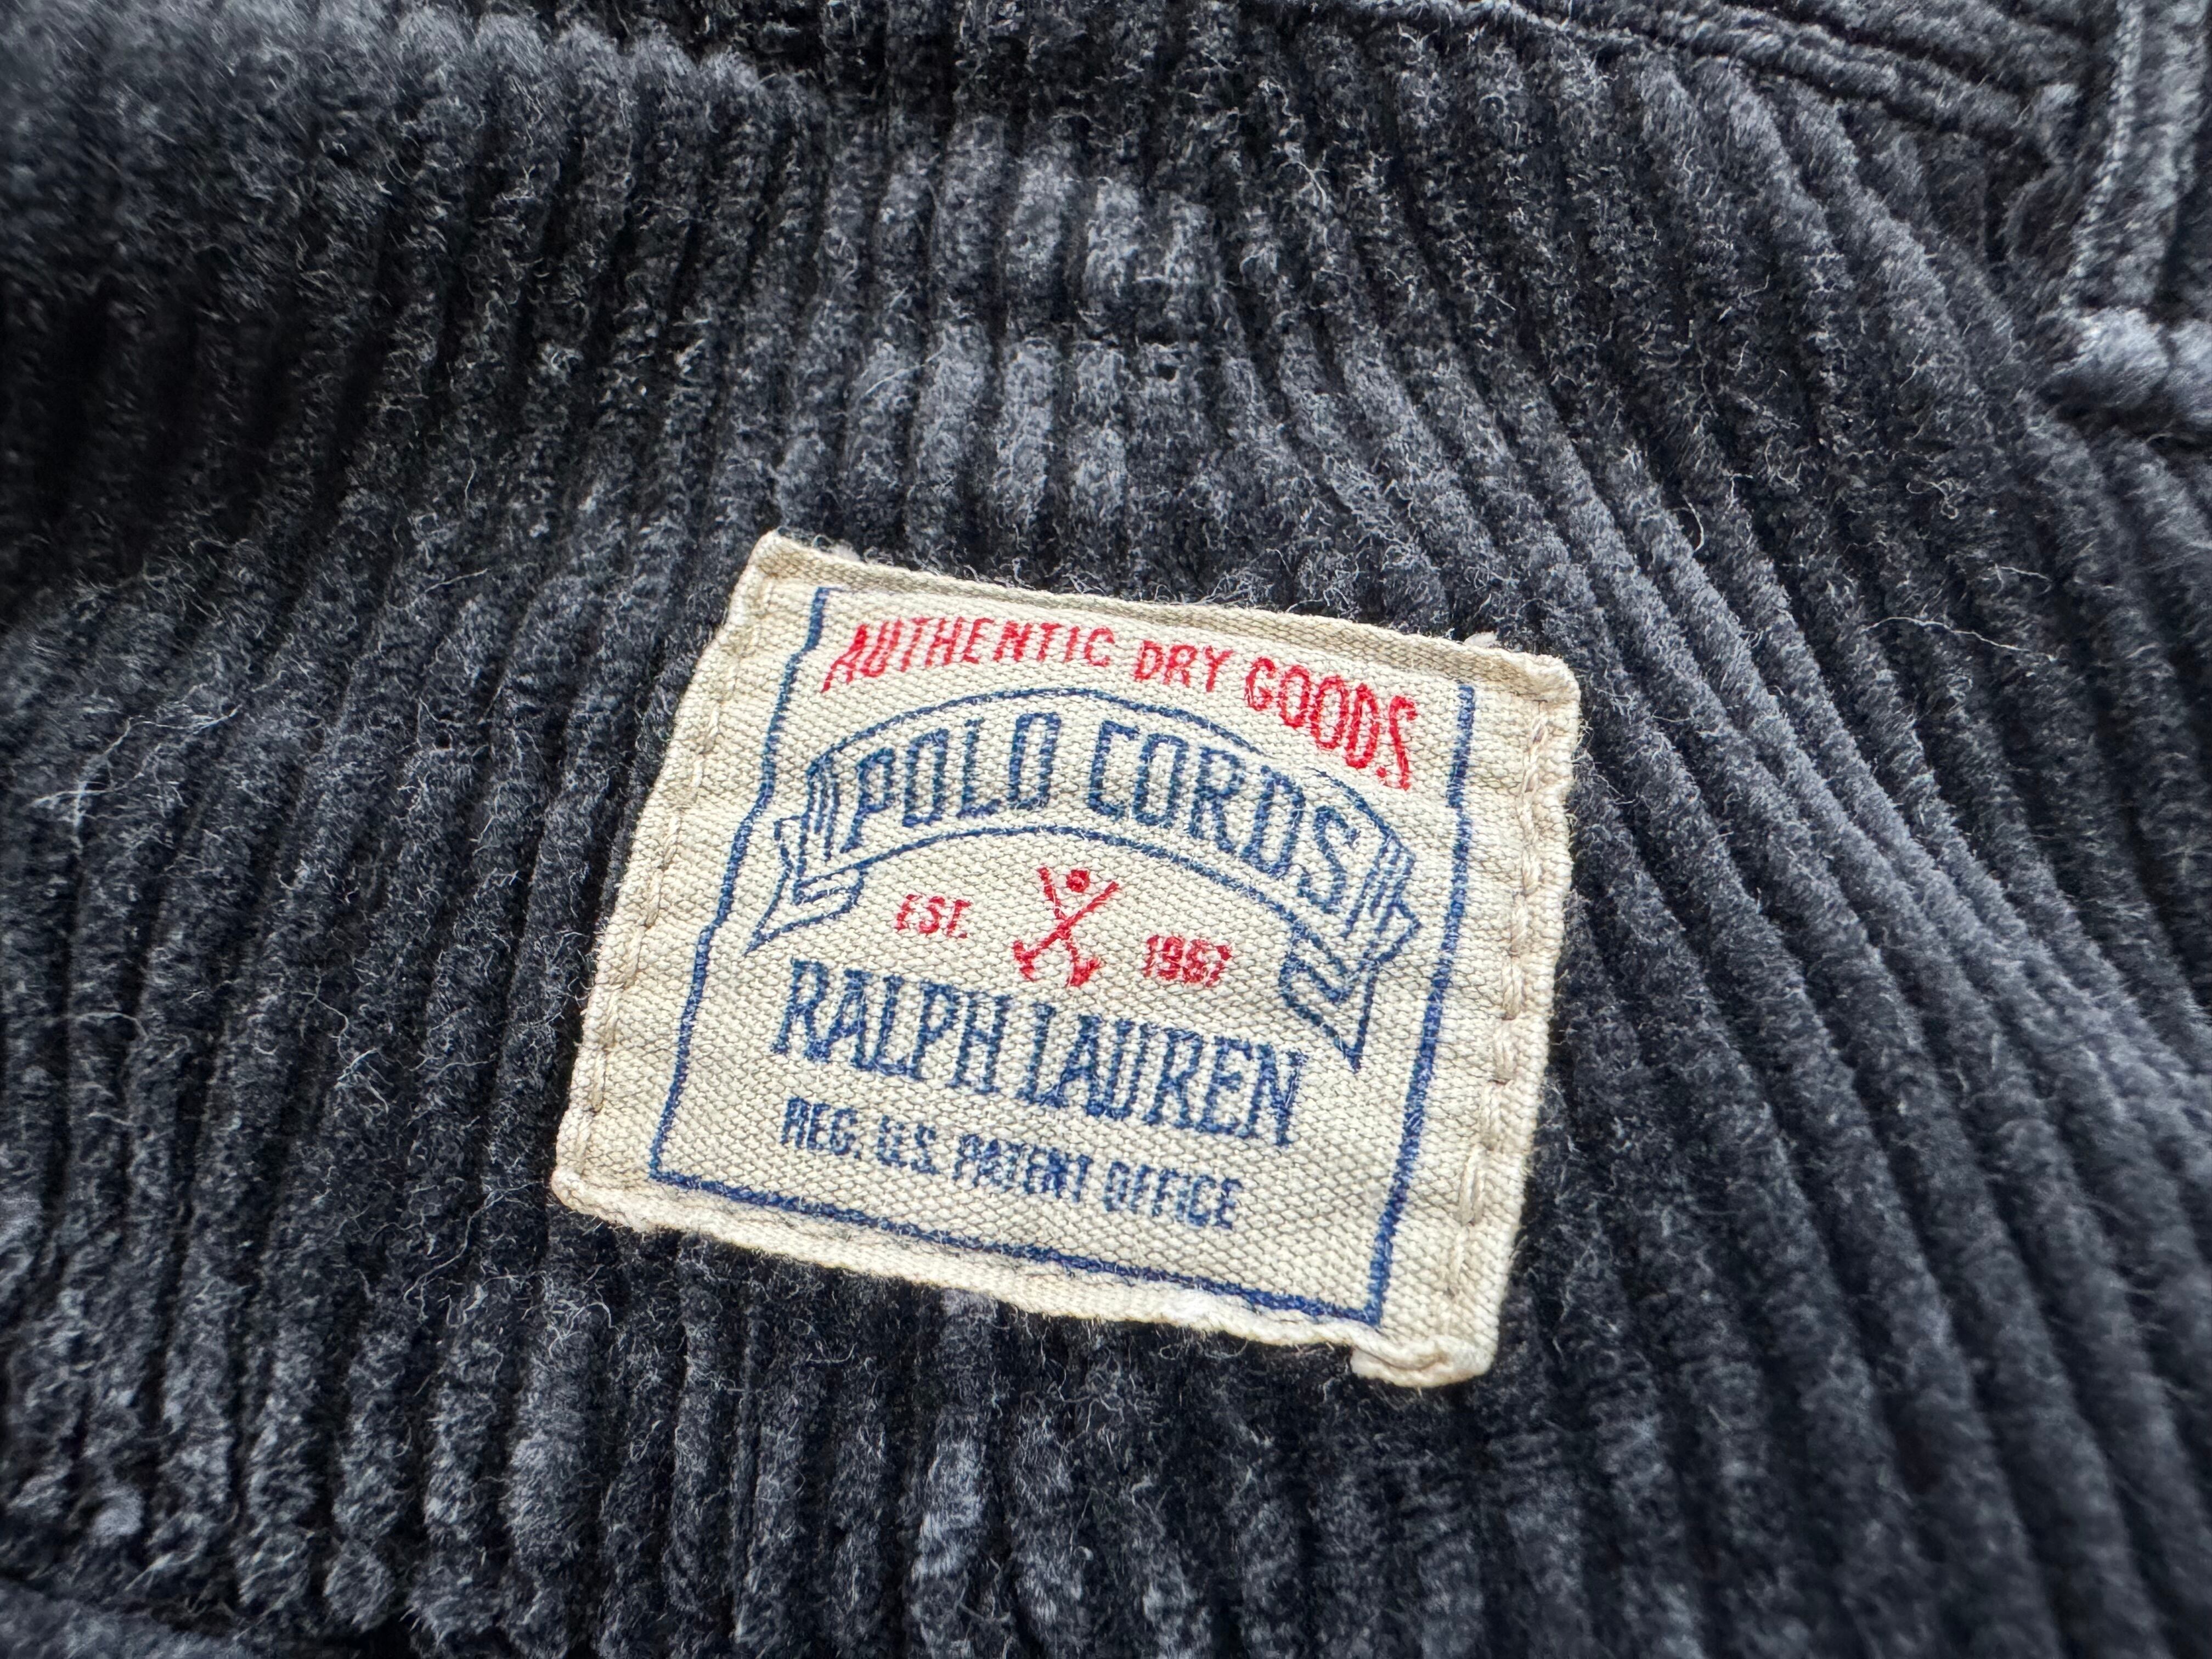 AUTHENTIC DRY GOODS
POLO CORDS
EST. 1967
RALPH LAUREN
REG. U.S. PATENT OFFICE